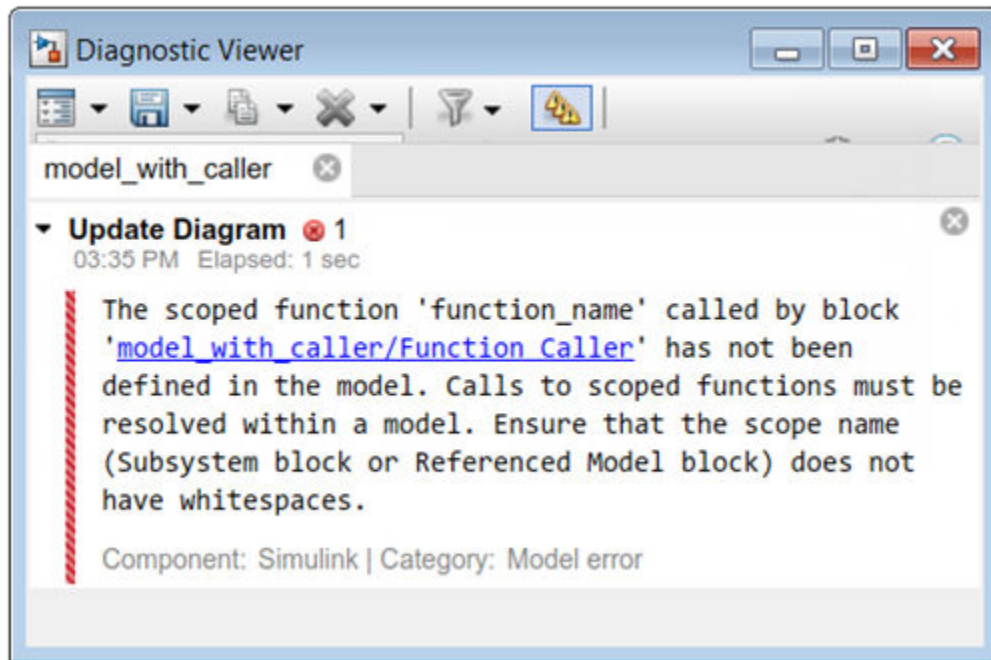 Diagnostic Viewer
model_with_caller
Update Diagram 1
03:35 PM Elapsed: 1 sec
The scoped function 'function_name' called by block
'model_with_caller/Function Caller' has not been
defined in the model. Calls to scoped functions must be
resolved within a model. Ensure that the scope name
(Subsystem block or Referenced Model block) does not
have whitespaces.
Component: Simulink | Category: Model error